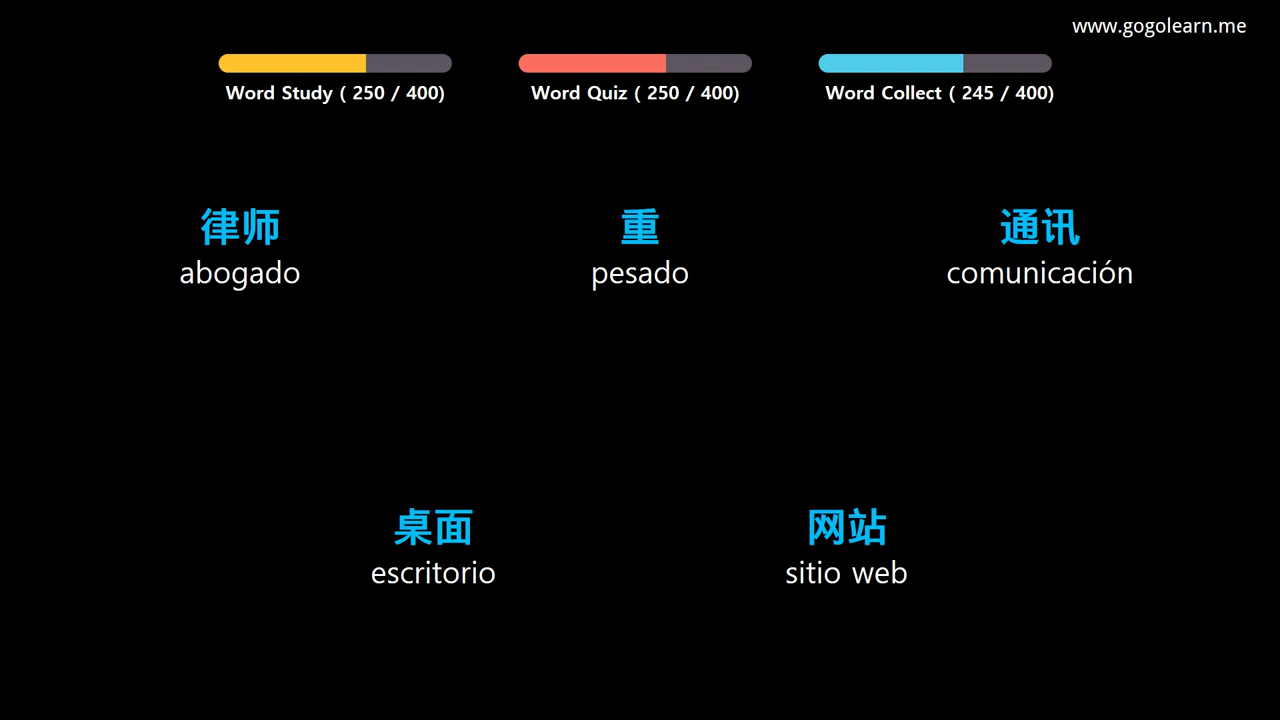 www.gogolearn.me
Word Study ( 250 / 400)
Word Quiz ( 250 / 400)
Word Collect ( 245 / 400)
律师
abogado
重
pesado
通讯
comunicación
桌面
escritorio
网站
sitio web